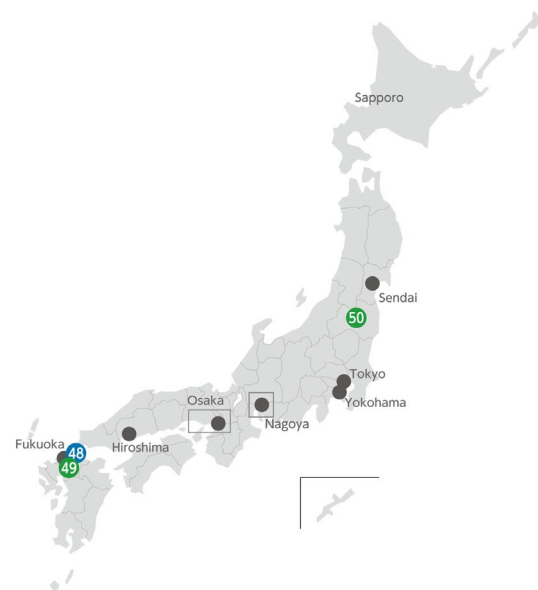 Sapporo
Sendai
50
Tokyo
Yokohama
Osaka
Nagoya
Hiroshima
Fukuoka
48
49